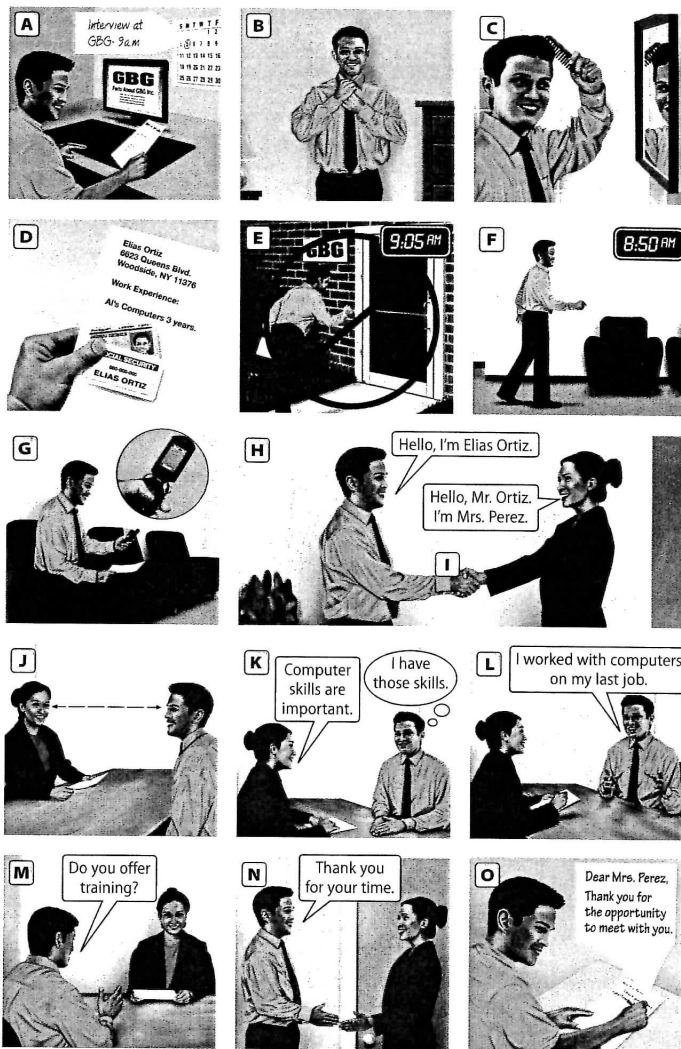 A
Interview at
GBG - 9am
S M T W T F
GBG
Facts About GBG Inc.
B
C
D
Elias Ortiz
6623 Queens Blvd.
Woodside, NY 11376
Work Experience:
Al's Computers 3 years.
SOCIAL SECURITY
000-000-000
ELIAS ORTIZ
E
GBG
9:05 AM
F
8:50 AM
G
H
Hello, I'm Elias Ortiz.
Hello, Mr. Ortiz.
I'm Mrs. Perez.
I
J
K
Computer
skills are
important.
I have
those skills.
L
I worked with computers
on my last job.
M
Do you offer
training?
N
Thank you
for your time.
O
Dear Mrs. Perez,
Thank you for
the opportunity
to meet with you.